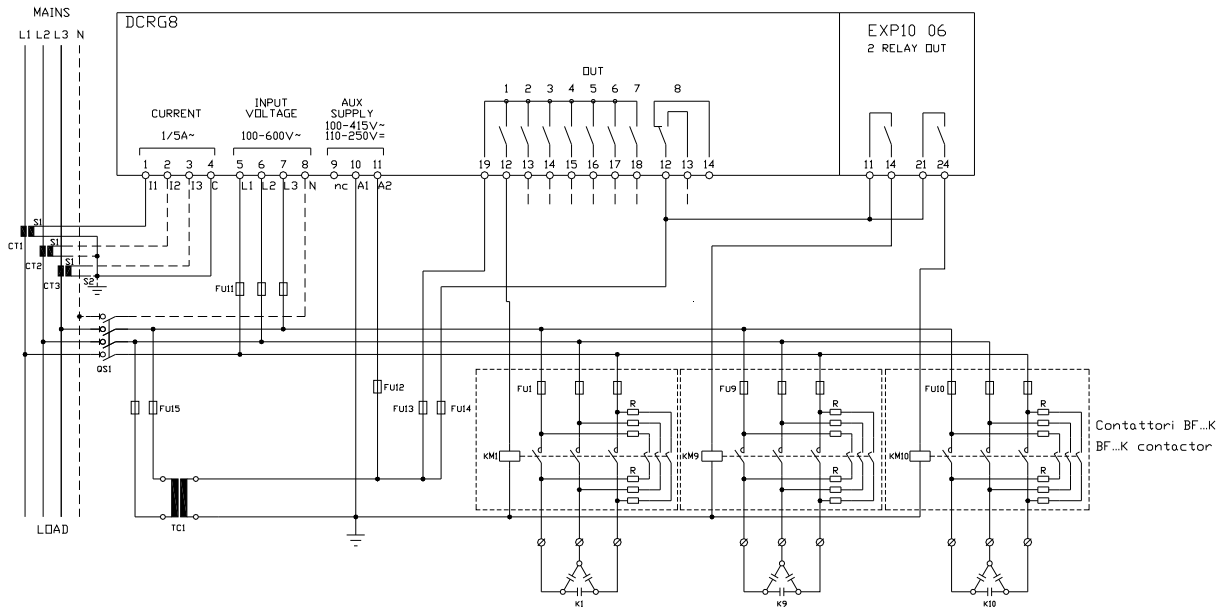 MAINS
L1 L2 L3 N
DCRG8
EXP10 06
2 RELAY OUT
OUT
1 2 3 4 5 6 7 8
CURRENT
1/5A~
INPUT
VOLTAGE
100-600V~
AUX
SUPPLY
100-415V~
110-250V=
1 2 3 4 5 6 7 8 9 10 11 19 12 13 14 15 16 17 18 12 13 14 11 14 21 24
I1 I2 I3 C L1 L2 L3 N nc A1 A2
S1
CT1
S1
CT2
S1
CT3
S2
FU11
QS1
FU12
FU15
FU13
FU14
FU1
FU9
FU10
R
R
R
Contattori BF...K
BF...K contactor
KM1
KM9
KM10
R
R
R
TC1
LOAD
K1
K9
K10